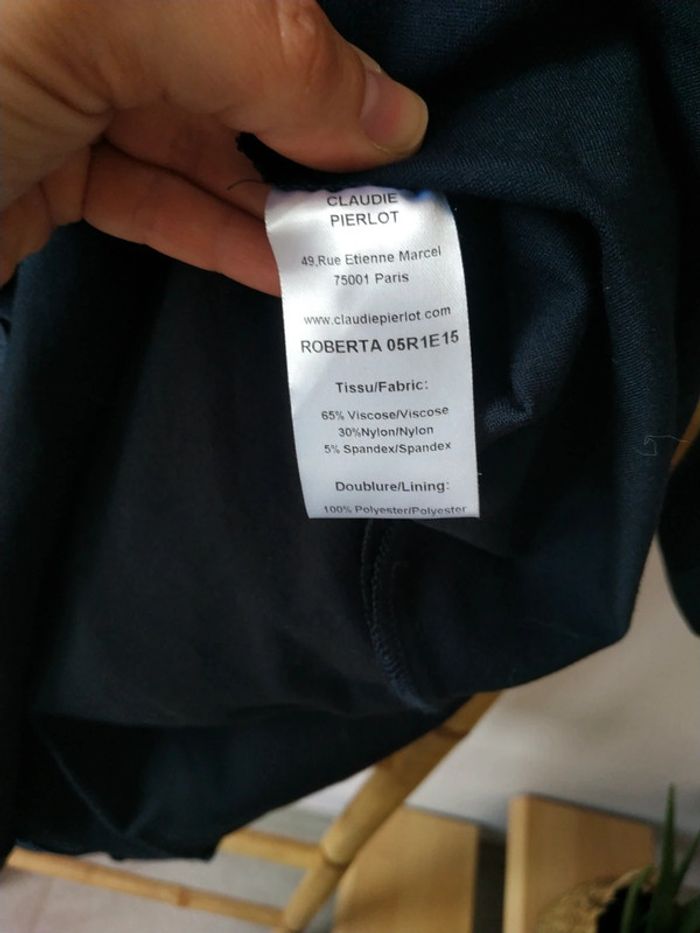 CLAUDIE
PIERLOT
49,Rue Etienne Marcel
75001 Paris
www.claudiepierlot.com
ROBERTA 05R1E15
Tissu/Fabric:
65% Viscose/Viscose
30%Nylon/Nylon
5% Spandex/Spandex
Doublure/Lining:
100% Polyester/Polyester